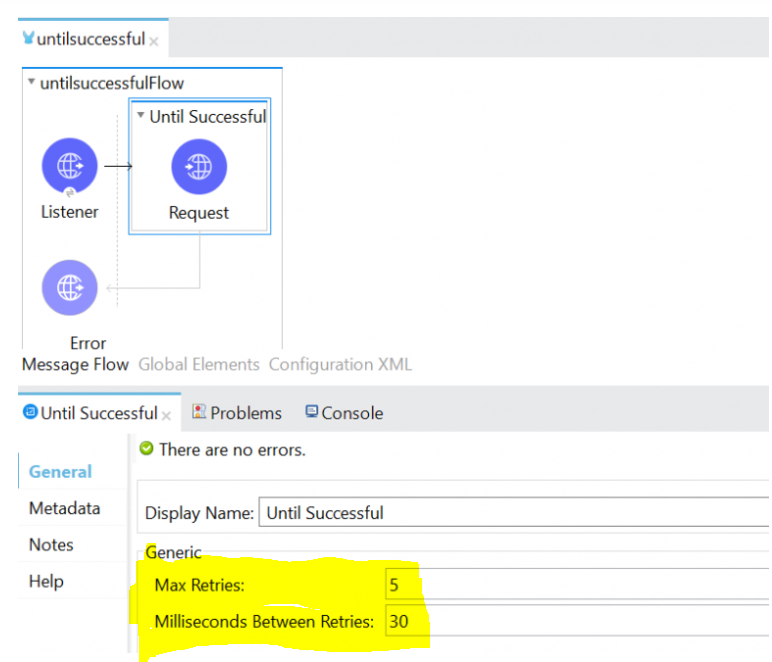 untilsuccessful
untilsuccessfulFlow
Until Successful
Listener
Request
Error
Message Flow Global Elements Configuration XML
Until Successful Problems Console
There are no errors.
General
Metadata
Notes
Help
Display Name: Until Successful
Generic
Max Retries: 5
Milliseconds Between Retries: 30